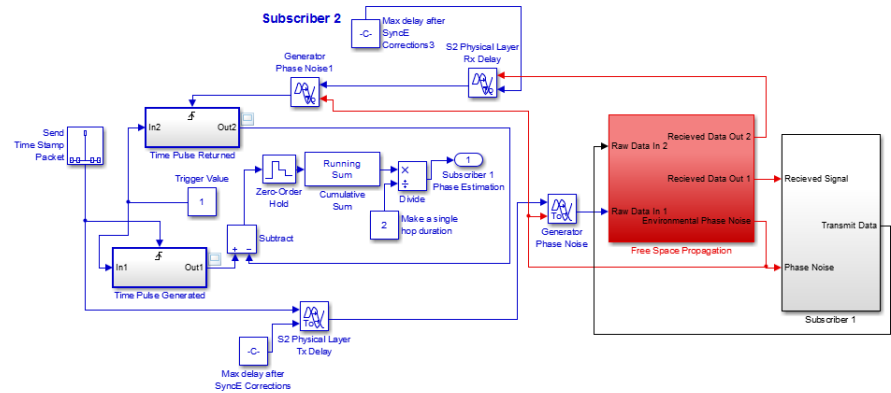 Subscriber 2
-C-
Max delay after
SyncE
Corrections3
S2 Physical Layer
Rx Delay
Generator
Phase Noise1
Send
Time Stamp
Packet
In2
Out2
Time Pulse Returned
Trigger Value
1
Zero-Order
Hold
Running
Sum
Cumulative
Sum
Divide
1
Subscriber 1
Phase Estimation
2
Make a single
hop duration
Subtract
In1
Out1
Time Pulse Generated
To
Generator
Phase Noise
Raw Data In 2
Recieved Data Out 2
Recieved Data Out 1
Raw Data In 1
Environmental Phase Noise
Free Space Propagation
Recieved Signal
Transmit Data
Phase Noise
Subscriber 1
To
S2 Physical Layer
Tx Delay
-C-
Max delay after
SyncE Corrections